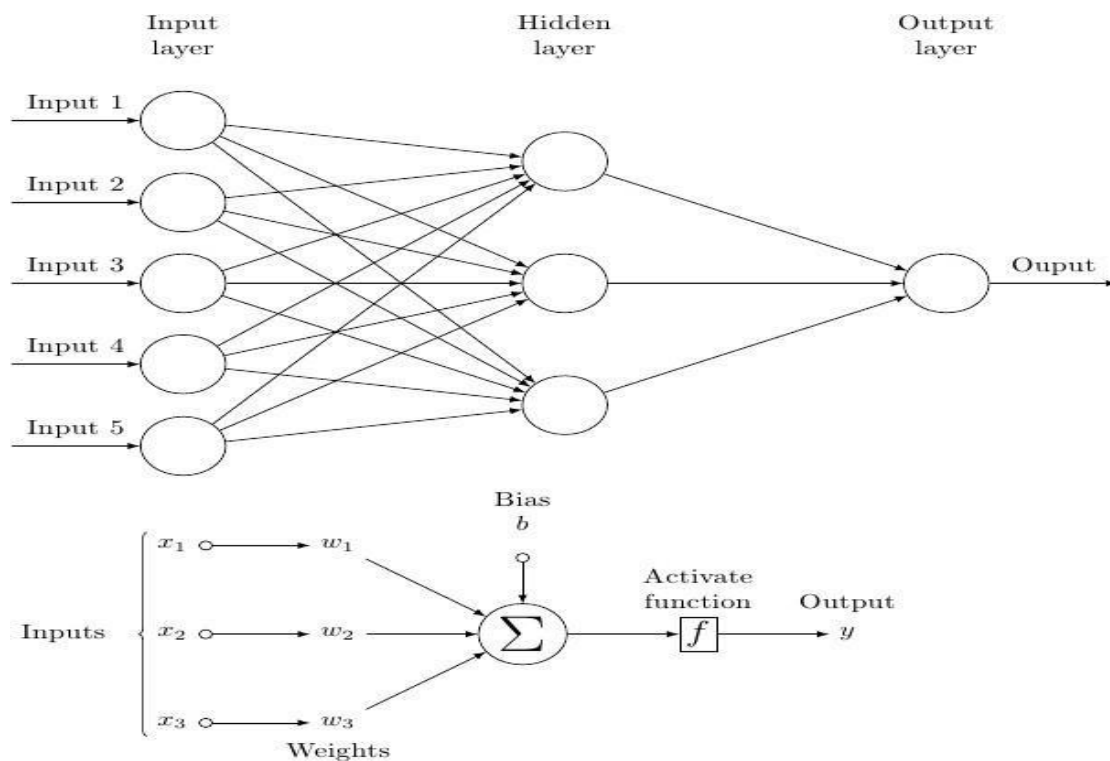 Input
layer
Hidden
layer
Output
layer
Input 1
Input 2
Input 3
Input 4
Input 5
Ouput
Bias
b
Inputs
x₁
w₁
x₂
w₂
x₃
w₃
Weights
Σ
Activate
function
f
Output
y